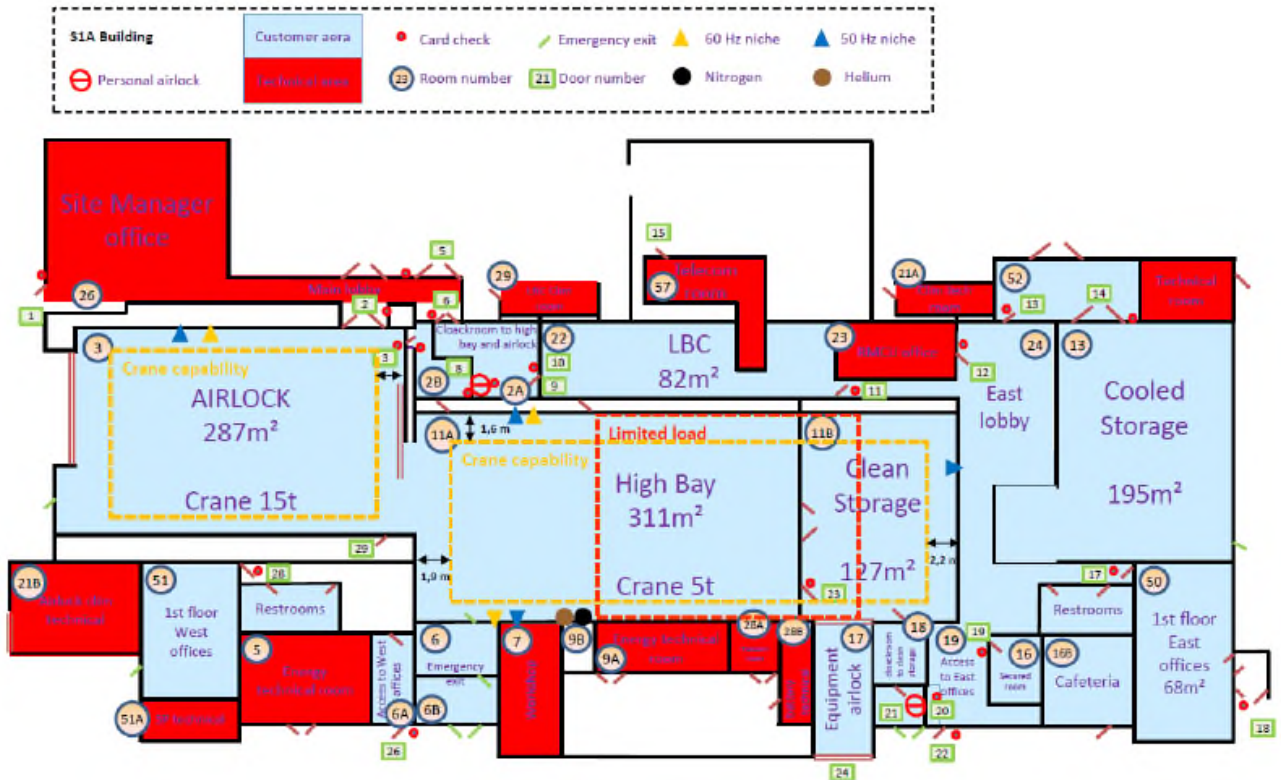 S1A Building
Customer aera
Card check
Emergency exit
60 Hz niche
50 Hz niche
Personal airlock
Technical area
23 Room number
21 Door number
Nitrogen
Helium
Site Manager
office
26
Main lobby
1
2
5
6
29
15
57
21A
52
13
14
Technical
room
3
Crane capability
AIRLOCK
287m²
Crane 15t
3
Cloackroom to high
bay and airlock
8
2B
2A
22
10
9
LBC
82m²
23
11
12
24
East
lobby
13
Cooled
Storage
195m²
11A
1,6 m
Crane capability
Limited load
High Bay
311m²
Crane 5t
11B
Clean
Storage
127m²
2,2 m
1,9 m
23
29
21B
51
1st floor
West
offices
28
Restrooms
5
Energy
technical room
51A
Access to West
offices
6A
26
6
Emergency
exit
6B
7
9B
9A
Energy technical
room
28A
28B
17
Equipment
airlock
24
18
cloackroom
to clean
storage
21
20
22
19
Access
to East
offices
19
16
Secured
room
17
Restrooms
16B
Cafeteria
50
1st floor
East
offices
68m²
18